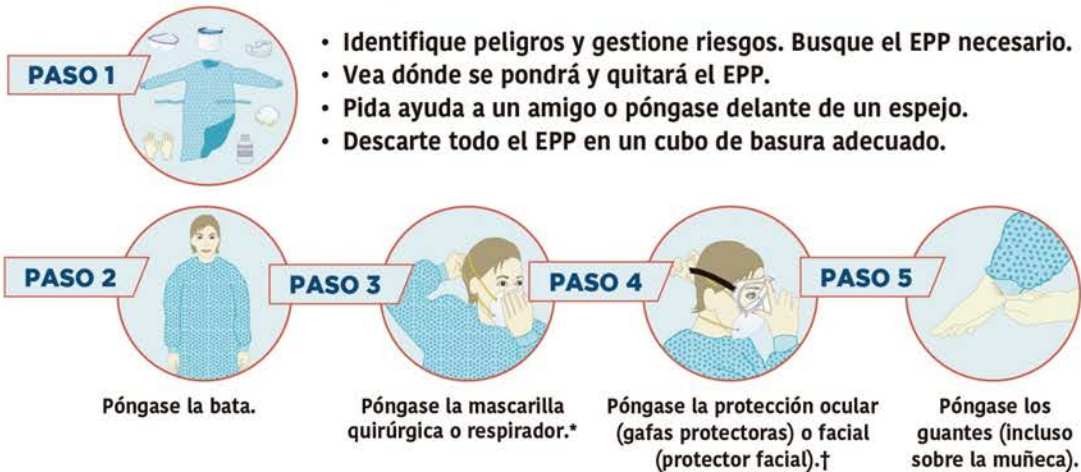 PASO 1
• Identifique peligros y gestione riesgos. Busque el EPP necesario.
• Vea dónde se pondrá y quitará el EPP.
• Pida ayuda a un amigo o póngase delante de un espejo.
• Descarte todo el EPP en un cubo de basura adecuado.
PASO 2
Póngase la bata.
PASO 3
Póngase la mascarilla
quirúrgica o respirador.*
PASO 4
Póngase la protección ocular
(gafas protectoras) o facial
(protector facial).†
PASO 5
Póngase los
guantes (incluso
sobre la muñeca).